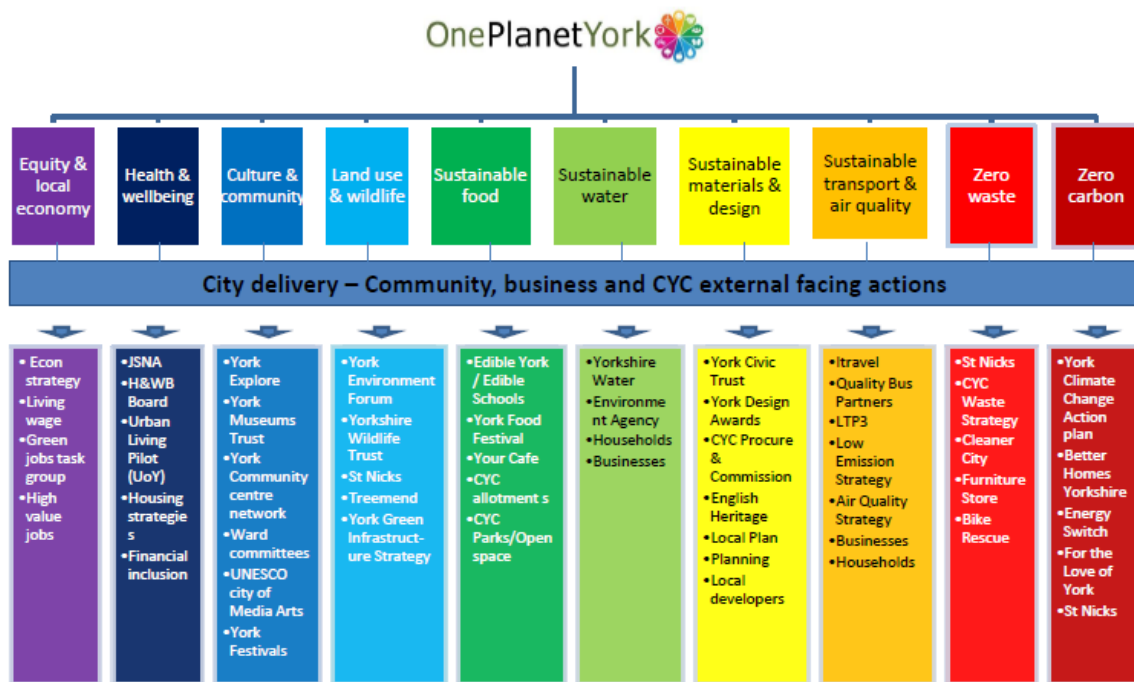 OnePlanetYork
Equity &
local
economy
Health &
wellbeing
Culture &
community
Land use
& wildlife
Sustainable
food
Sustainable
water
Sustainable
materials &
design
Sustainable
transport &
air quality
Zero
waste
Zero
carbon
City delivery – Community, business and CYC external facing actions
• Econ
strategy
•Living
wage
•Green
jobs task
group
•High
value
jobs
•JSNA
•H&WB
Board
•Urban
Living
Pilot
(UoY)
•Housing
strategie
s
•Financial
inclusion
•York
Explore
•York
Museums
Trust
•York
Community
centre
network
•Ward
committees
•UNESCO
city of
Media Arts
•York
Festivals
•York
Environment
Forum
•Yorkshire
Wildlife
Trust
•St Nicks
•Treemend
•York Green
Infrastruct-
ure Strategy
•Edible York
/ Edible
Schools
•York Food
Festival
•Your Cafe
•CYC
allotment s
•CYC
Parks/Open
space
•Yorkshire
Water
•Environme
nt Agency
•Households
•Businesses
•York Civic
Trust
•York Design
Awards
•CYC Procure
&
Commission
•English
Heritage
•Local Plan
•Planning
•Local
developers
•Itravel
•Quality Bus
Partners
•LTP3
•Low
Emission
Strategy
•Air Quality
Strategy
•Businesses
•Households
•St Nicks
•CYC
Waste
Strategy
•Cleaner
City
•Furniture
Store
•Bike
Rescue
•York
Climate
Change
Action
plan
•Better
Homes
Yorkshire
•Energy
Switch
•For the
Love of
York
•St Nicks